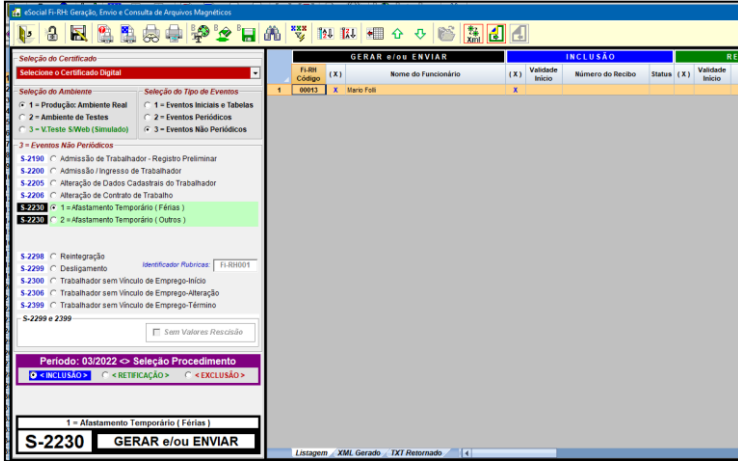 eSocial Fi-RH: Geração, Envio e Consulta de Arquivos Magnéticos
Xml
Seleção do Certificado
Selecione o Certificado Digital
Seleção do Ambiente
1 = Produção: Ambiente Real
2 = Ambiente de Testes
3 = V.Teste S/Web (Simulado)
Seleção do Tipo de Eventos
1 = Eventos Iniciais e Tabelas
2 = Eventos Periódicos
3 = Eventos Não Periódicos
3 = Eventos Não Periódicos
S-2190 Admissão de Trabalhador - Registro Preliminar
S-2200 Admissão / Ingresso de Trabalhador
S-2205 Alteração de Dados Cadastrais do Trabalhador
S-2206 Alteração de Contrato de Trabalho
S-2230 1 = Afastamento Temporário ( Férias )
S-2230 2 = Afastamento Temporário ( Outros )
S-2298 Reintegração
S-2299 Desligamento
Identificador Rubricas: Fi-RH001
S-2300 Trabalhador sem Vínculo de Emprego-Início
S-2306 Trabalhador sem Vínculo de Emprego-Alteração
S-2399 Trabalhador sem Vínculo de Emprego-Término
S-2299 e 2399
Sem Valores Rescisão
Período: 03/2022 <> Seleção Procedimento
< INCLUSÃO > < RETIFICAÇÃO > < EXCLUSÃO >
1 = Afastamento Temporário ( Férias )
S-2230 GERAR e/ou ENVIAR
GERAR e/ou ENVIAR INCLUSÃO RE
Fi-RH Código ( X ) Nome do Funcionário ( X ) Validade Início Número do Recibo Status ( X ) Validade Início
1 00013 X Mario Folli X
Listagem XML Gerado TXT Retornado